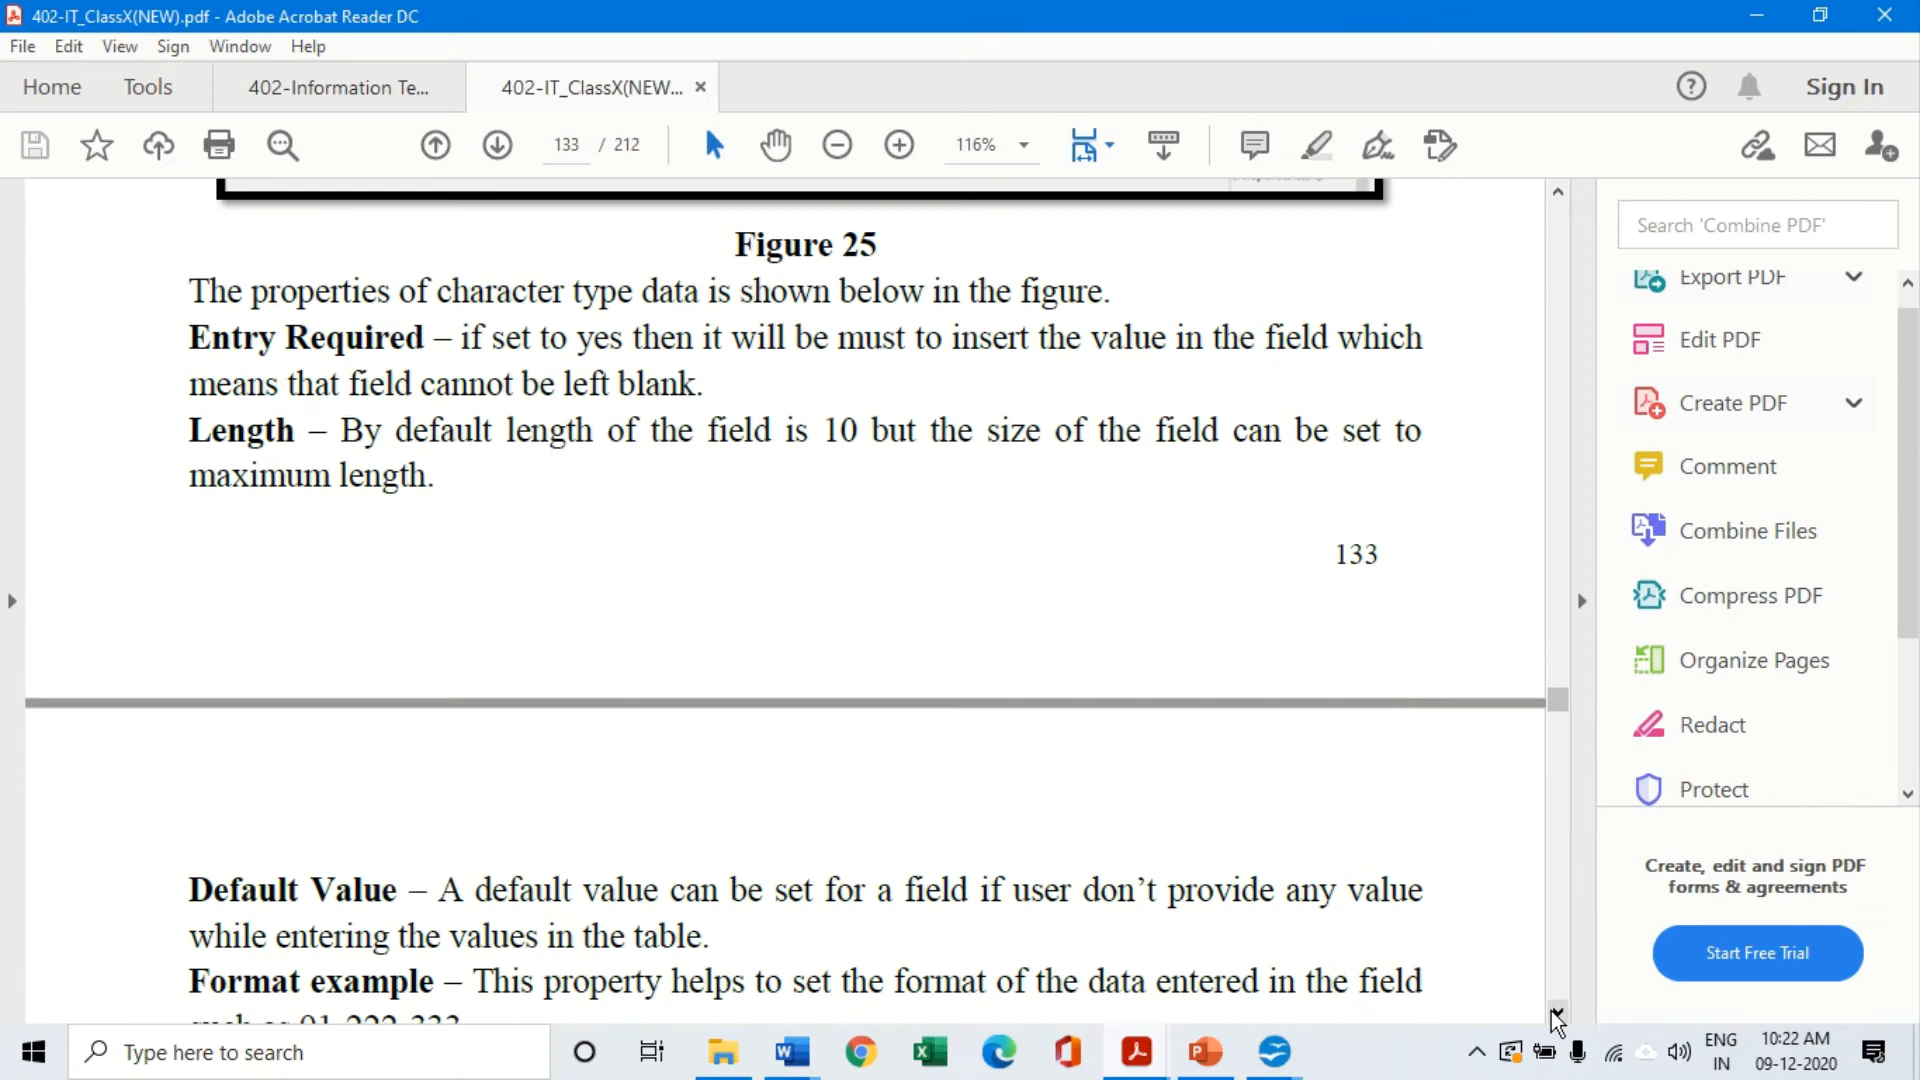 402-IT_ClassX(NEW).pdf - Adobe Acrobat Reader DC
File Edit View Sign Window Help
Home Tools 402-Information Te... 402-IT_ClassX(NEW... × Sign In
133 / 212 116%
Figure 25
The properties of character type data is shown below in the figure.
Entry Required – if set to yes then it will be must to insert the value in the field which
means that field cannot be left blank.
Length – By default length of the field is 10 but the size of the field can be set to
maximum length.
133
Default Value – A default value can be set for a field if user don’t provide any value
while entering the values in the table.
Format example – This property helps to set the format of the data entered in the field
such as 01-222-333
Search 'Combine PDF'
Export PDF
Edit PDF
Create PDF
Comment
Combine Files
Compress PDF
Organize Pages
Redact
Protect
Create, edit and sign PDF
forms & agreements
Start Free Trial
Type here to search
ENG
IN
10:22 AM
09-12-2020